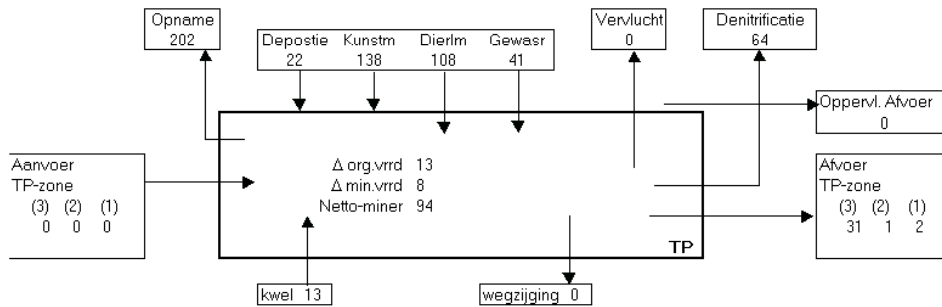 Opname
202
Depostie Kunstm Dierlm Gewasr
22 138 108 41
Vervlucht
0
Denitrificatie
64
Oppervl. Afvoer
0
Aanvoer
TP-zone
(3) (2) (1)
0 0 0
Δ org.vrrd 13
Δ min.vrrd 8
Netto-miner 94
Afvoer
TP-zone
(3) (2) (1)
31 1 2
TP
kwel 13
wegzijging 0